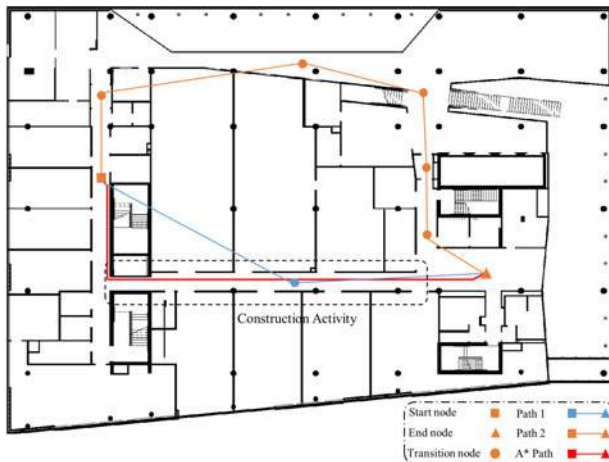 Construction Activity
Start node Path 1
End node Path 2
Transition node A* Path